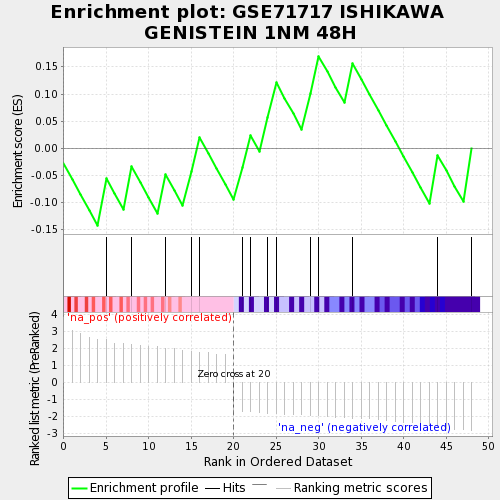 Enrichment plot: GSE71717 ISHIKAWA
GENISTEIN 1NM 48H
Enrichment score (ES)
0.15
0.10
0.05
0.00
-0.05
-0.10
-0.15
'na_pos' (positively correlated)
Ranked list metric (PreRanked)
4
3
2
1
0
-1
-2
-3
Zero cross at 20
'na_neg' (negatively correlated)
0 5 10 15 20 25 30 35 40 45 50
Rank in Ordered Dataset
Enrichment profile Hits Ranking metric scores